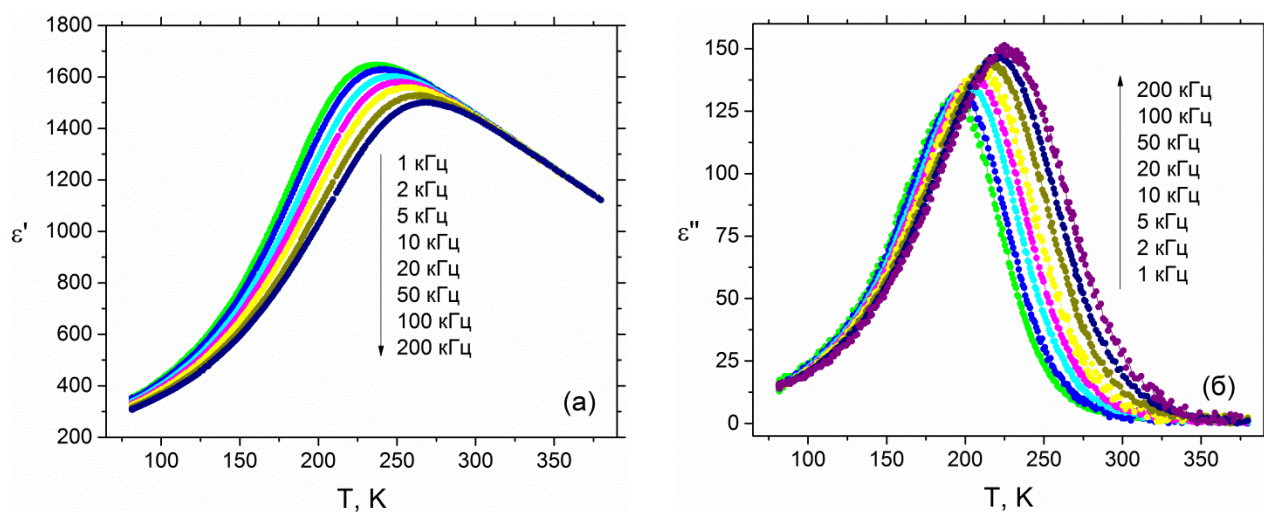 1800
1600
1400
1200
1000
800
600
400
200
ε'
1 кГц
2 кГц
5 кГц
10 кГц
20 кГц
50 кГц
100 кГц
200 кГц
(а)
100 150 200 250 300 350
T, K
150
125
100
75
50
25
0
ε"
200 кГц
100 кГц
50 кГц
20 кГц
10 кГц
5 кГц
2 кГц
1 кГц
(б)
100 150 200 250 300 350
T, K